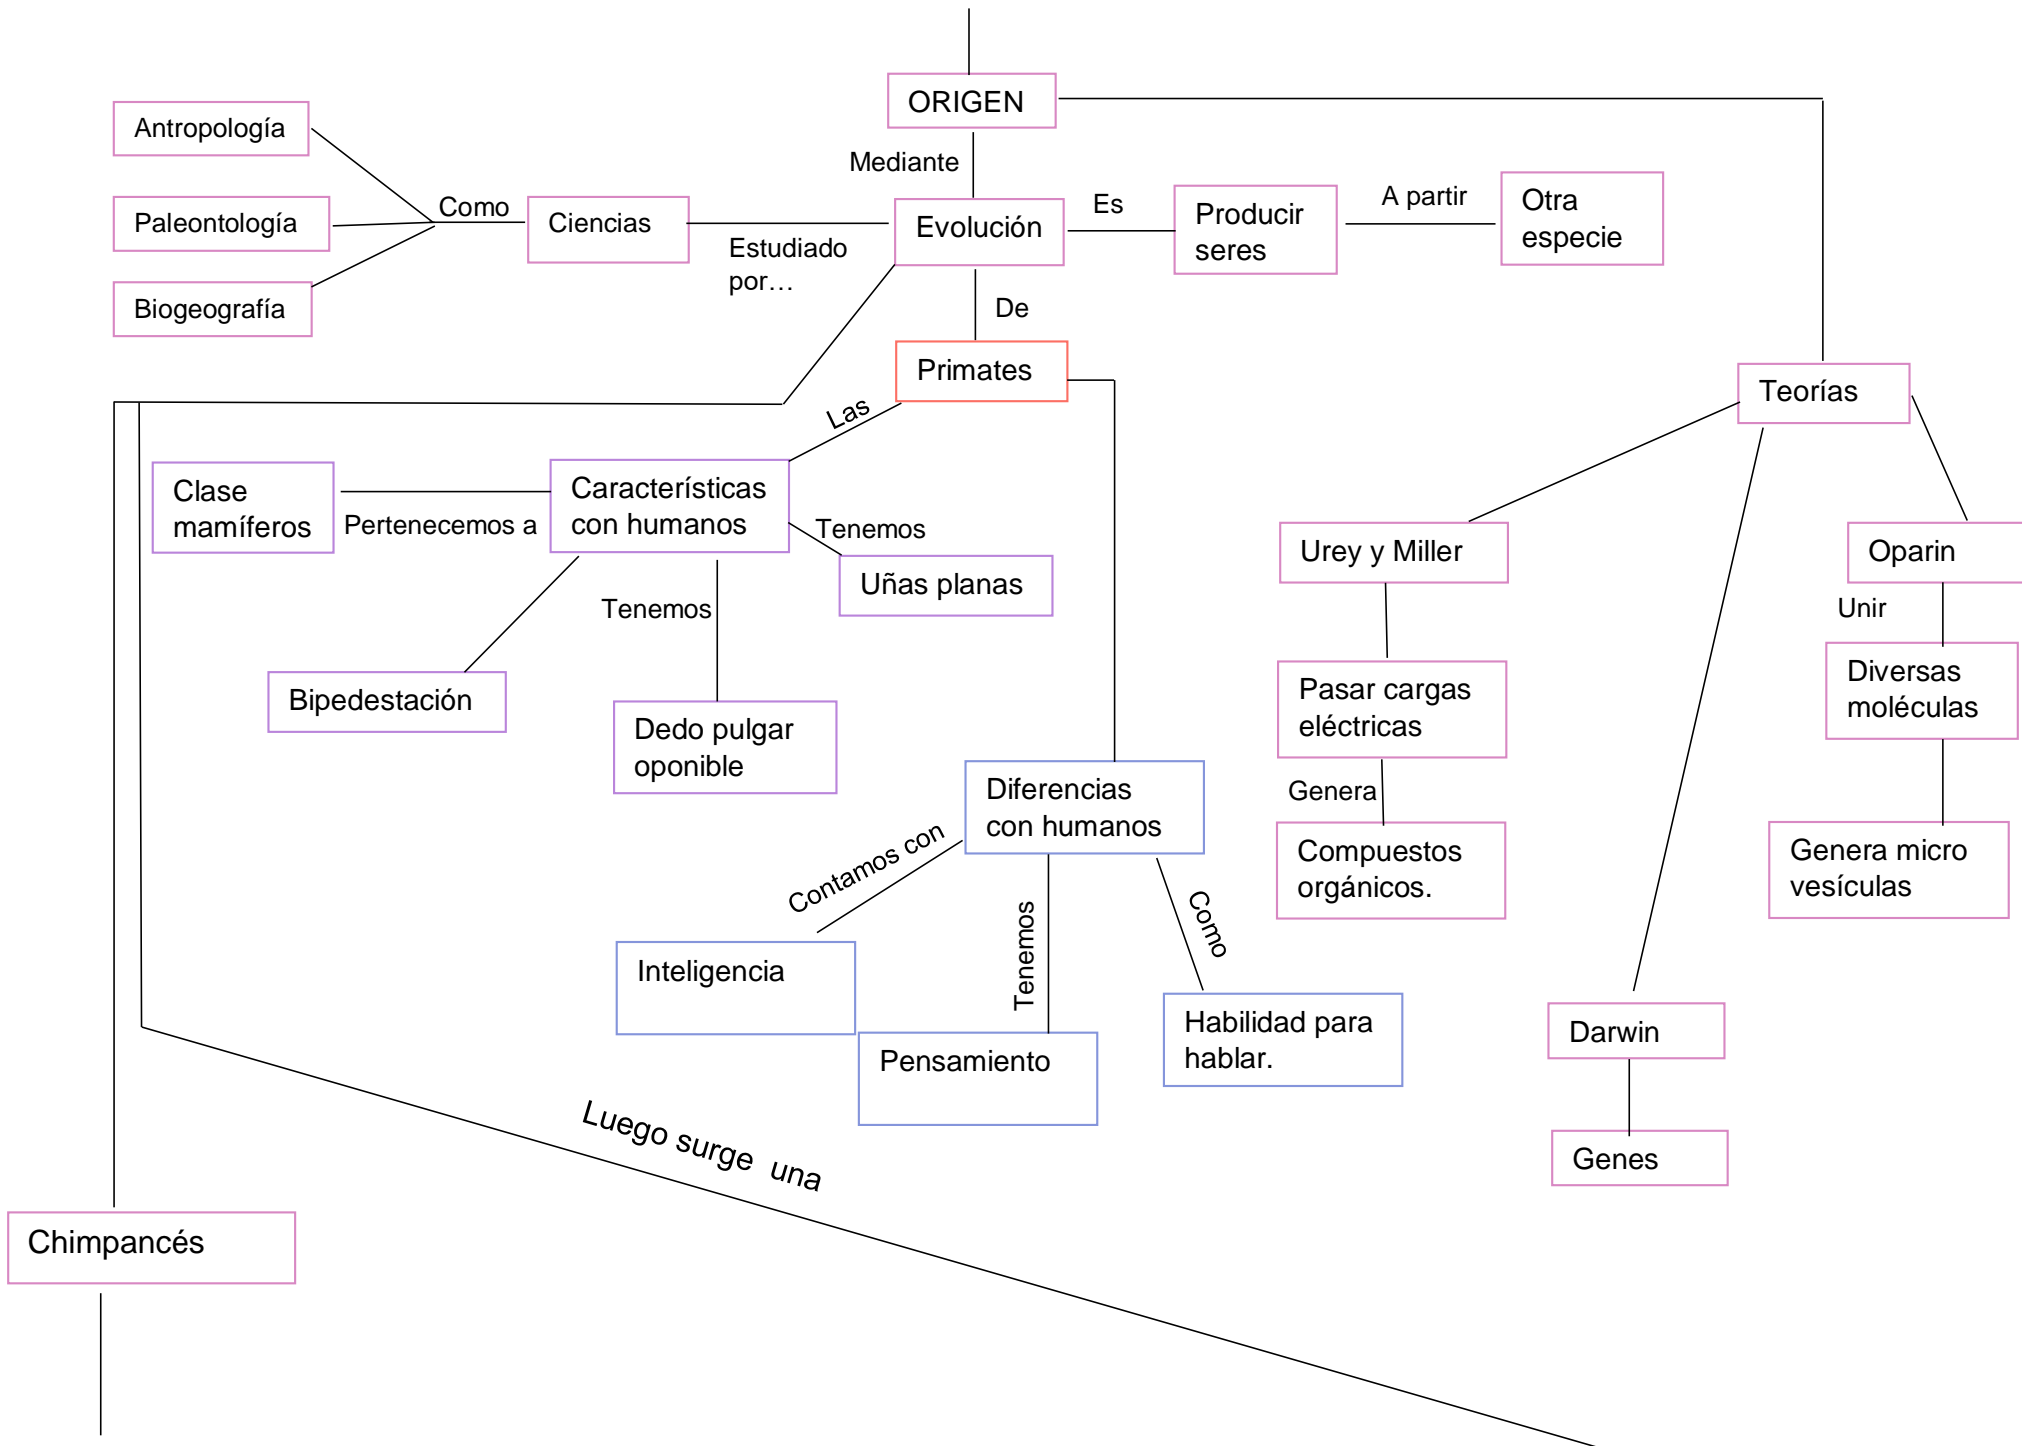 ORIGEN
Antropología
Mediante
Como
Paleontología
Ciencias
Estudiado
por…
Evolución
Es
Producir
seres
A partir
Otra
especie
Biogeografía
De
Primates
Teorías
Las
Clase
mamíferos
Pertenecemos a
Características
con humanos
Tenemos
Uñas planas
Tenemos
Bipedestación
Dedo pulgar
oponible
Urey y Miller
Oparin
Unir
Pasar cargas
eléctricas
Diversas
moléculas
Genera
Compuestos
orgánicos.
Genera micro
vesículas
Diferencias
con humanos
Contamos con
Tenemos
Como
Inteligencia
Pensamiento
Habilidad para
hablar.
Darwin
Genes
Luego surge  una
Chimpancés